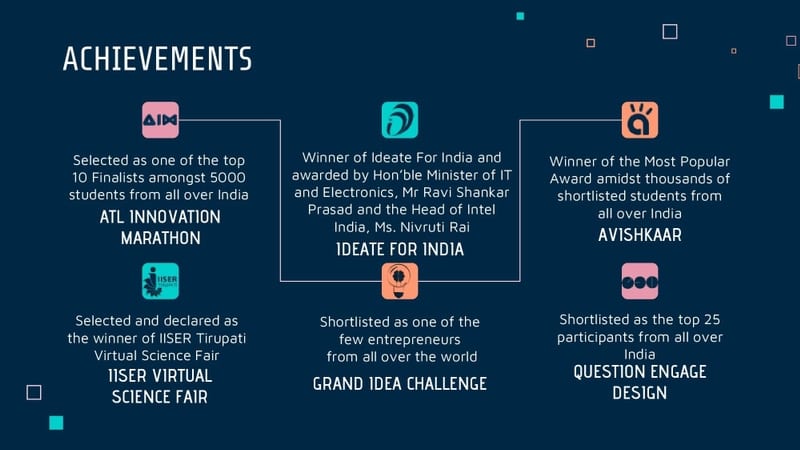 ACHIEVEMENTS
AIM
Selected as one of the top
10 Finalists amongst 5000
students from all over India
ATL INNOVATION
MARATHON
Winner of Ideate For India and
awarded by Hon'ble Minister of IT
and Electronics, Mr Ravi Shankar
Prasad and the Head of Intel
India, Ms. Nivruti Rai
IDEATE FOR INDIA
Winner of the Most Popular
Award amidst thousands of
shortlisted students from
all over India
AVISHKAAR
IISER
TIRUPATI
Selected and declared as
the winner of IISER Tirupati
Virtual Science Fair
IISER VIRTUAL
SCIENCE FAIR
Shortlisted as one of the
few entrepreneurs
from all over the world
GRAND IDEA CHALLENGE
Shortlisted as the top 25
participants from all over
India
QUESTION ENGAGE
DESIGN